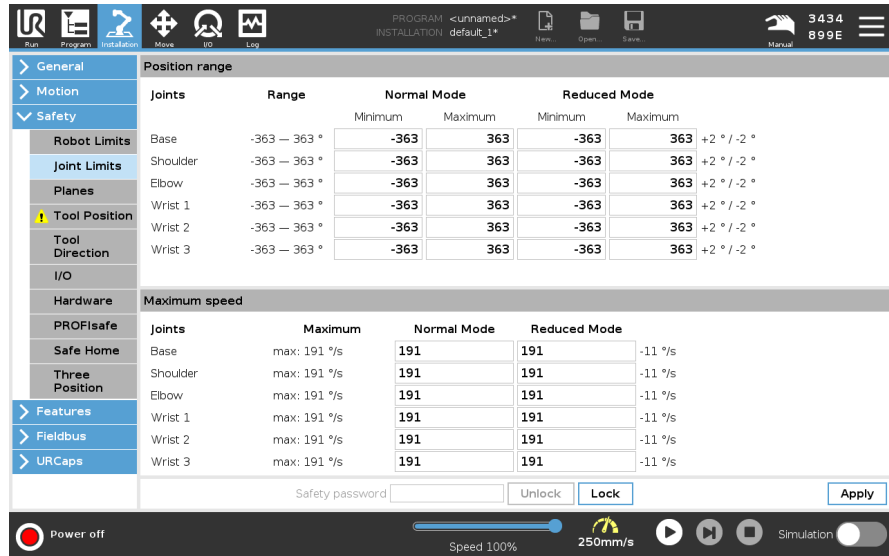 UR
Run Program Installation Move I/O Log
PROGRAM <unnamed>*
INSTALLATION default_1*
New... Open... Save...
Manual
3434
899E
General
Motion
Safety
Robot Limits
Joint Limits
Planes
Tool Position
Tool
Direction
I/O
Hardware
PROFIsafe
Safe Home
Three
Position
Features
Fieldbus
URCaps
Position range
Joints Range Normal Mode Reduced Mode
Minimum Maximum Minimum Maximum
Base -363 — 363 ° -363 363 -363 363 +2 ° / -2 °
Shoulder -363 — 363 ° -363 363 -363 363 +2 ° / -2 °
Elbow -363 — 363 ° -363 363 -363 363 +2 ° / -2 °
Wrist 1 -363 — 363 ° -363 363 -363 363 +2 ° / -2 °
Wrist 2 -363 — 363 ° -363 363 -363 363 +2 ° / -2 °
Wrist 3 -363 — 363 ° -363 363 -363 363 +2 ° / -2 °
Maximum speed
Joints Maximum Normal Mode Reduced Mode
Base max: 191 °/s 191 191 -11 °/s
Shoulder max: 191 °/s 191 191 -11 °/s
Elbow max: 191 °/s 191 191 -11 °/s
Wrist 1 max: 191 °/s 191 191 -11 °/s
Wrist 2 max: 191 °/s 191 191 -11 °/s
Wrist 3 max: 191 °/s 191 191 -11 °/s
Safety password Unlock Lock Apply
Power off
Speed 100%
250mm/s
Simulation